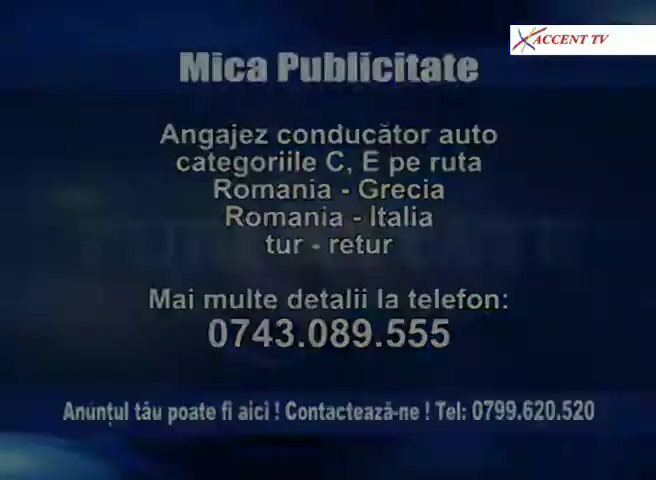 ACCENT TV
Mica Publicitate
Angajez conducător auto
categoriile C, E pe ruta
Romania - Grecia
Romania - Italia
tur - retur
Mai multe detalii la telefon:
0743.089.555
Anunțul tău poate fi aici ! Contactează-ne ! Tel: 0799.620.520